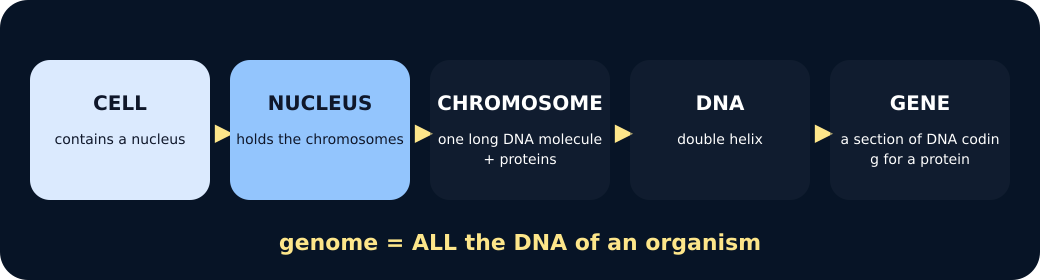 CELL
contains a nucleus
NUCLEUS
holds the chromosomes
CHROMOSOME
one long DNA molecule
+ proteins
DNA
double helix
GENE
a section of DNA codin
g for a protein
genome = ALL the DNA of an organism